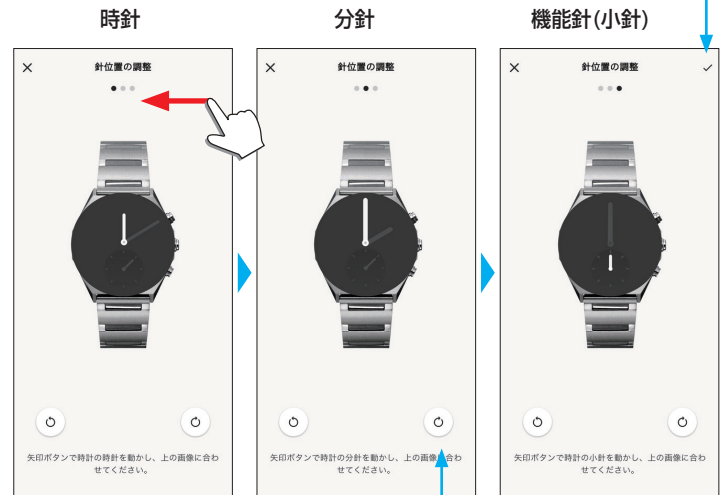 時針
分針
機能針(小針)
針位置の調整
針位置の調整
針位置の調整
矢印ボタンで時計の時針を動かし、上の画像に合わ
せてください。
矢印ボタンで時計の分針を動かし、上の画像に合わ
せてください。
矢印ボタンで時計の小針を動かし、上の画像に合わ
せてください。